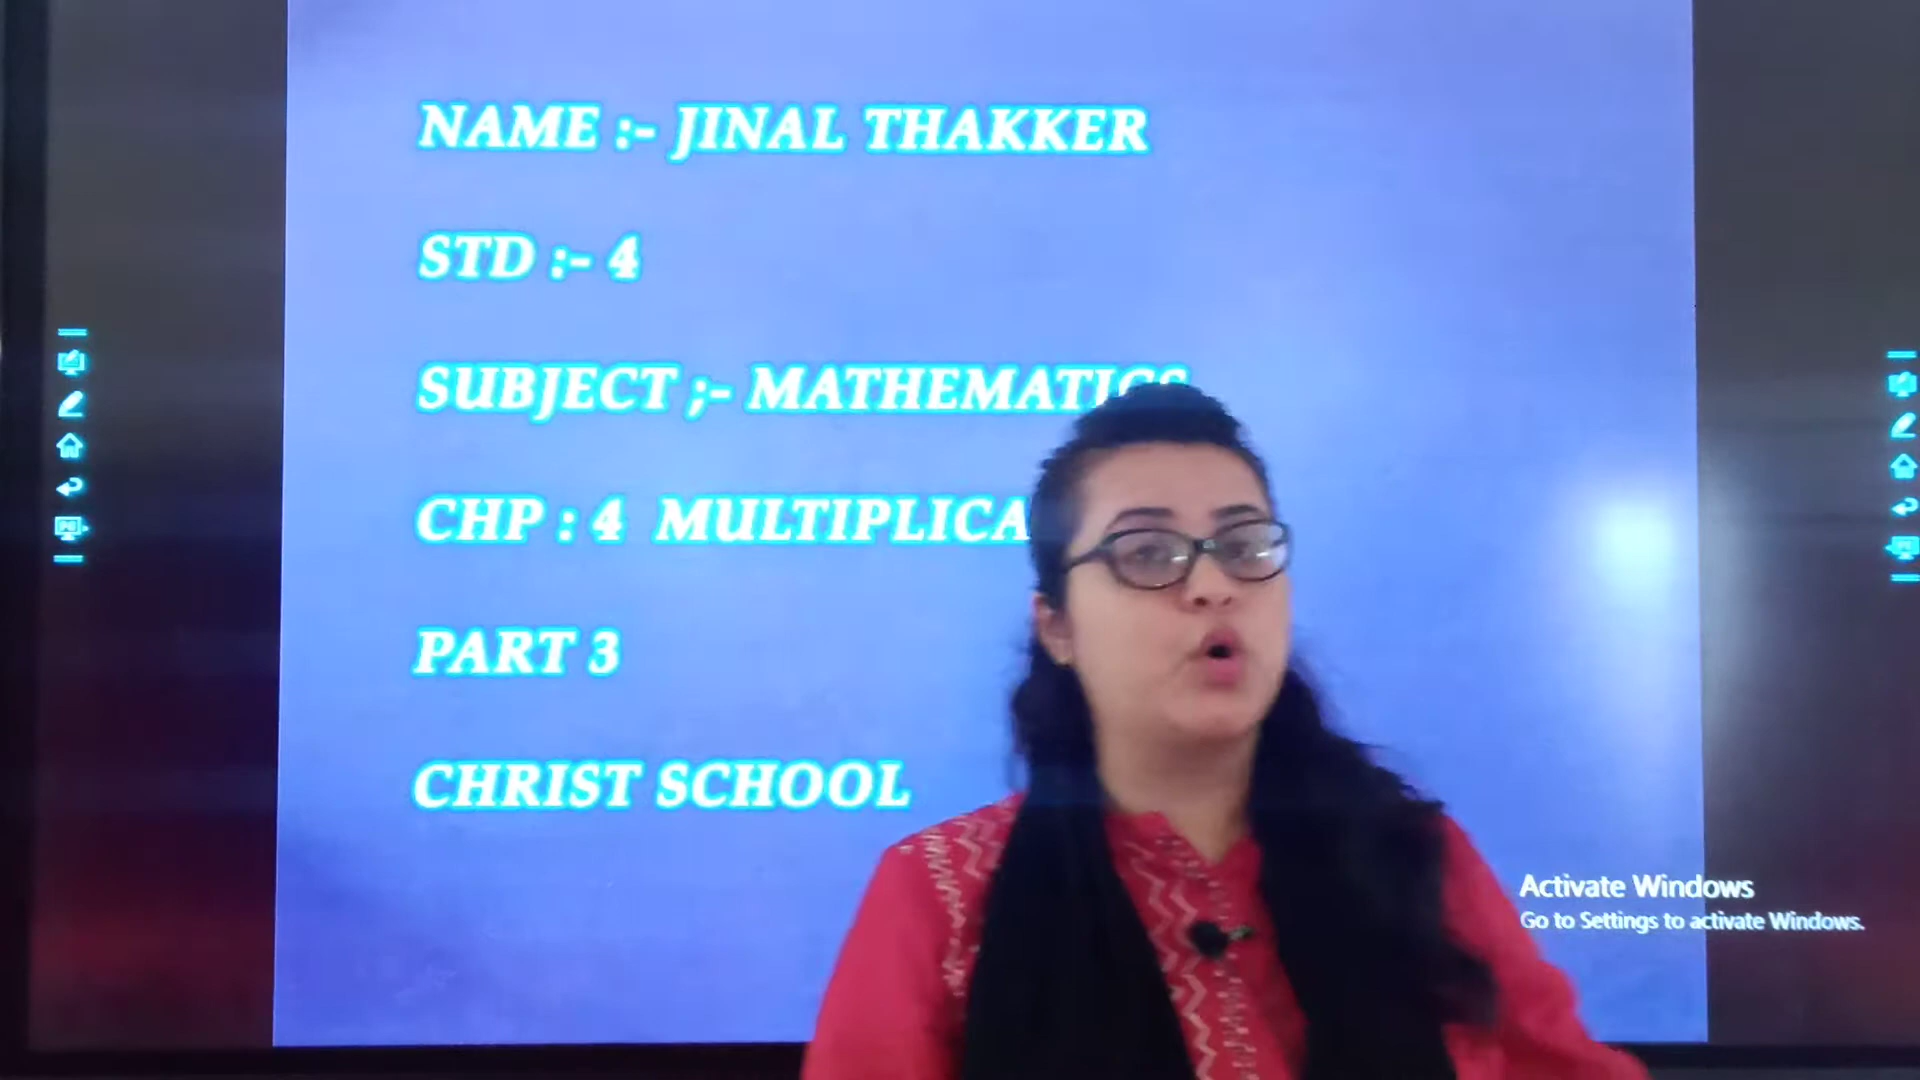 NAME :- JINAL THAKKER
STD :- 4
SUBJECT ;- MATHEMATICS
CHP : 4 MULTIPLICA
PART 3
CHRIST SCHOOL
Activate Windows
Go to Settings to activate Windows.